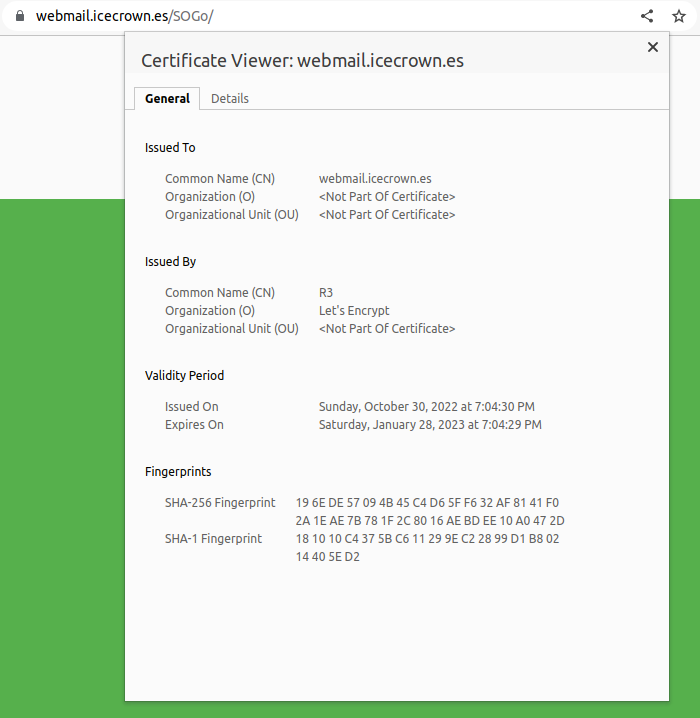 webmail.icecrown.es/SOGo/
Certificate Viewer: webmail.icecrown.es
General Details
Issued To
Common Name (CN) webmail.icecrown.es
Organization (O) <Not Part Of Certificate>
Organizational Unit (OU) <Not Part Of Certificate>
Issued By
Common Name (CN) R3
Organization (O) Let's Encrypt
Organizational Unit (OU) <Not Part Of Certificate>
Validity Period
Issued On Sunday, October 30, 2022 at 7:04:30 PM
Expires On Saturday, January 28, 2023 at 7:04:29 PM
Fingerprints
SHA-256 Fingerprint 19 6E DE 57 09 4B 45 C4 D6 5F F6 32 AF 81 41 F0
2A 1E AE 7B 78 1F 2C 80 16 AE BD EE 10 A0 47 2D
SHA-1 Fingerprint 18 10 10 C4 37 5B C6 11 29 9E C2 28 99 D1 B8 02
14 40 5E D2